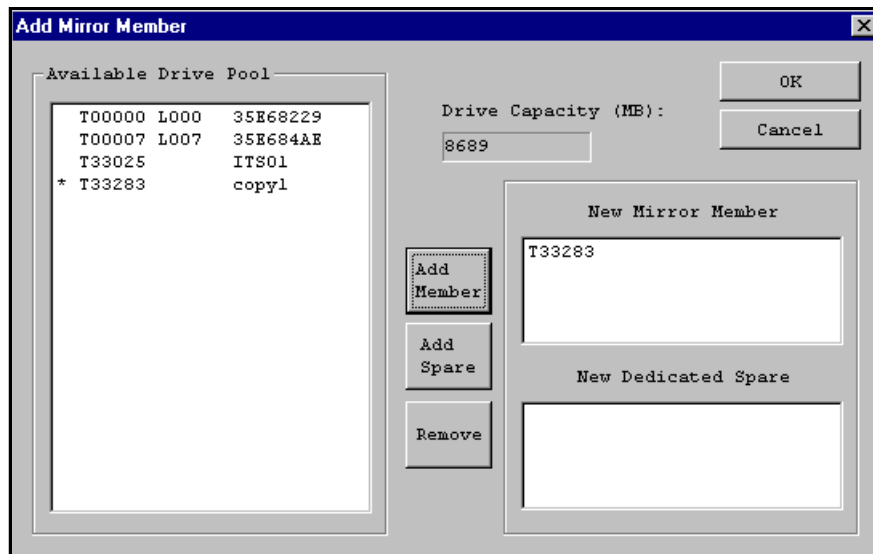 Add Mirror Member
Available Drive Pool
T00000 L000 35E68229
T00007 L007 35E684AE
T33025 ITSO1
* T33283 copy1
Drive Capacity (MB):
8689
OK
Cancel
Add
Member
Add
Spare
Remove
New Mirror Member
T33283
New Dedicated Spare